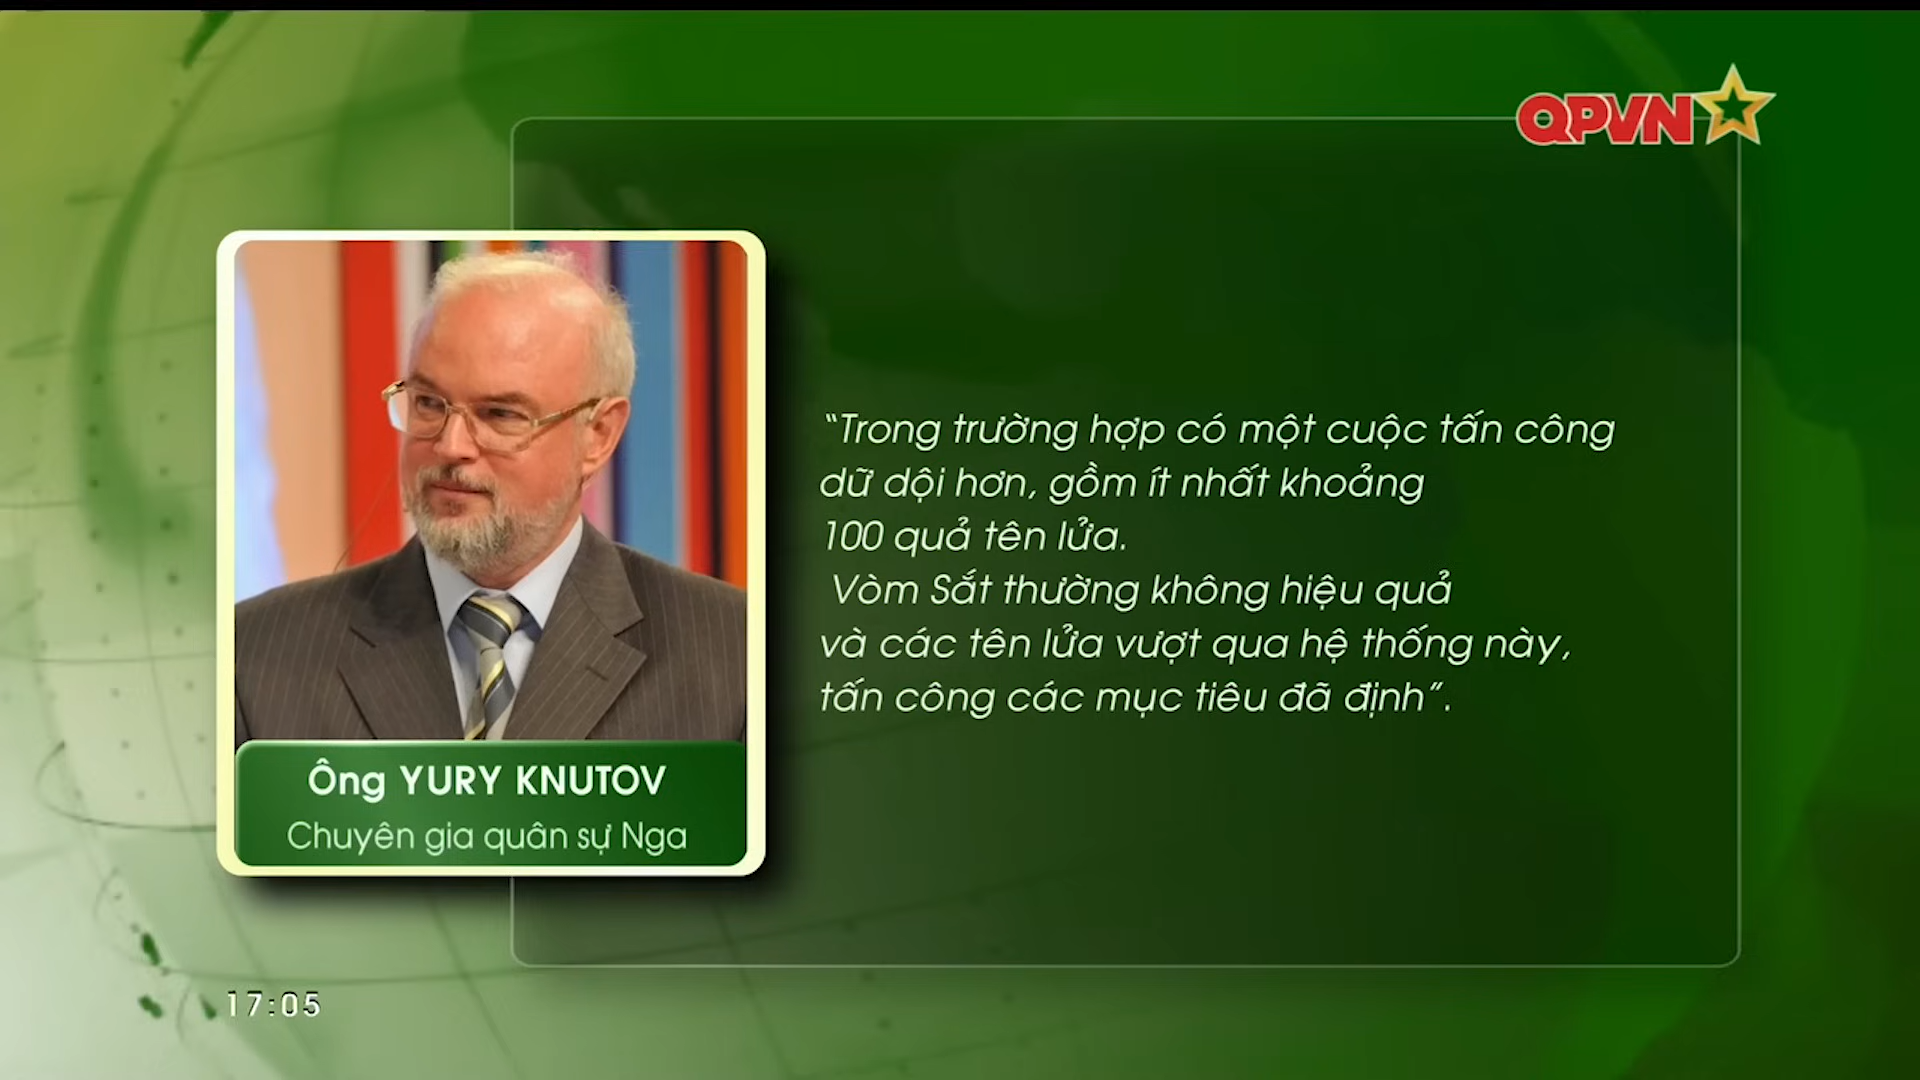 QPVN
“Trong trường hợp có một cuộc tấn công
dữ dội hơn, gồm ít nhất khoảng
100 quả tên lửa.
Vòm Sắt thường không hiệu quả
và các tên lửa vượt qua hệ thống này,
tấn công các mục tiêu đã định”.
Ông YURY KNUTOV
Chuyên gia quân sự Nga
17:05